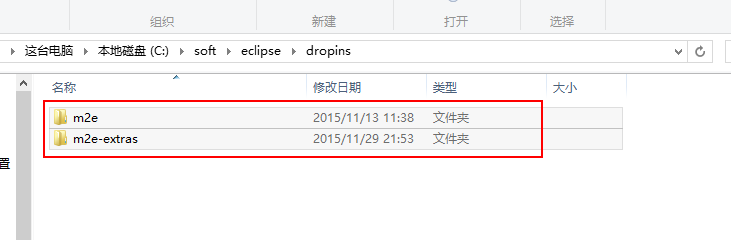 组织 新建 打开 选择
这台电脑 本地磁盘 (C:) soft eclipse dropins
名称 修改日期 类型 大小
m2e 2015/11/13 11:38 文件夹
m2e-extras 2015/11/29 21:53 文件夹
置